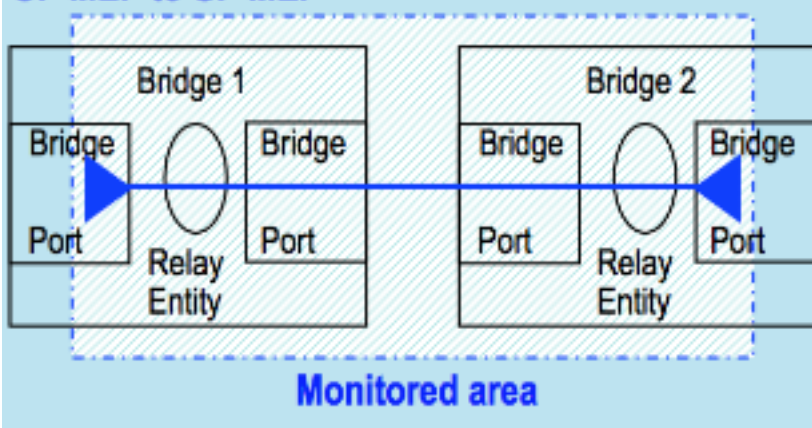 Bridge 1
Bridge
Port
Relay
Entity
Bridge
Port
Bridge 2
Bridge
Port
Relay
Entity
Bridge
Port
Monitored area